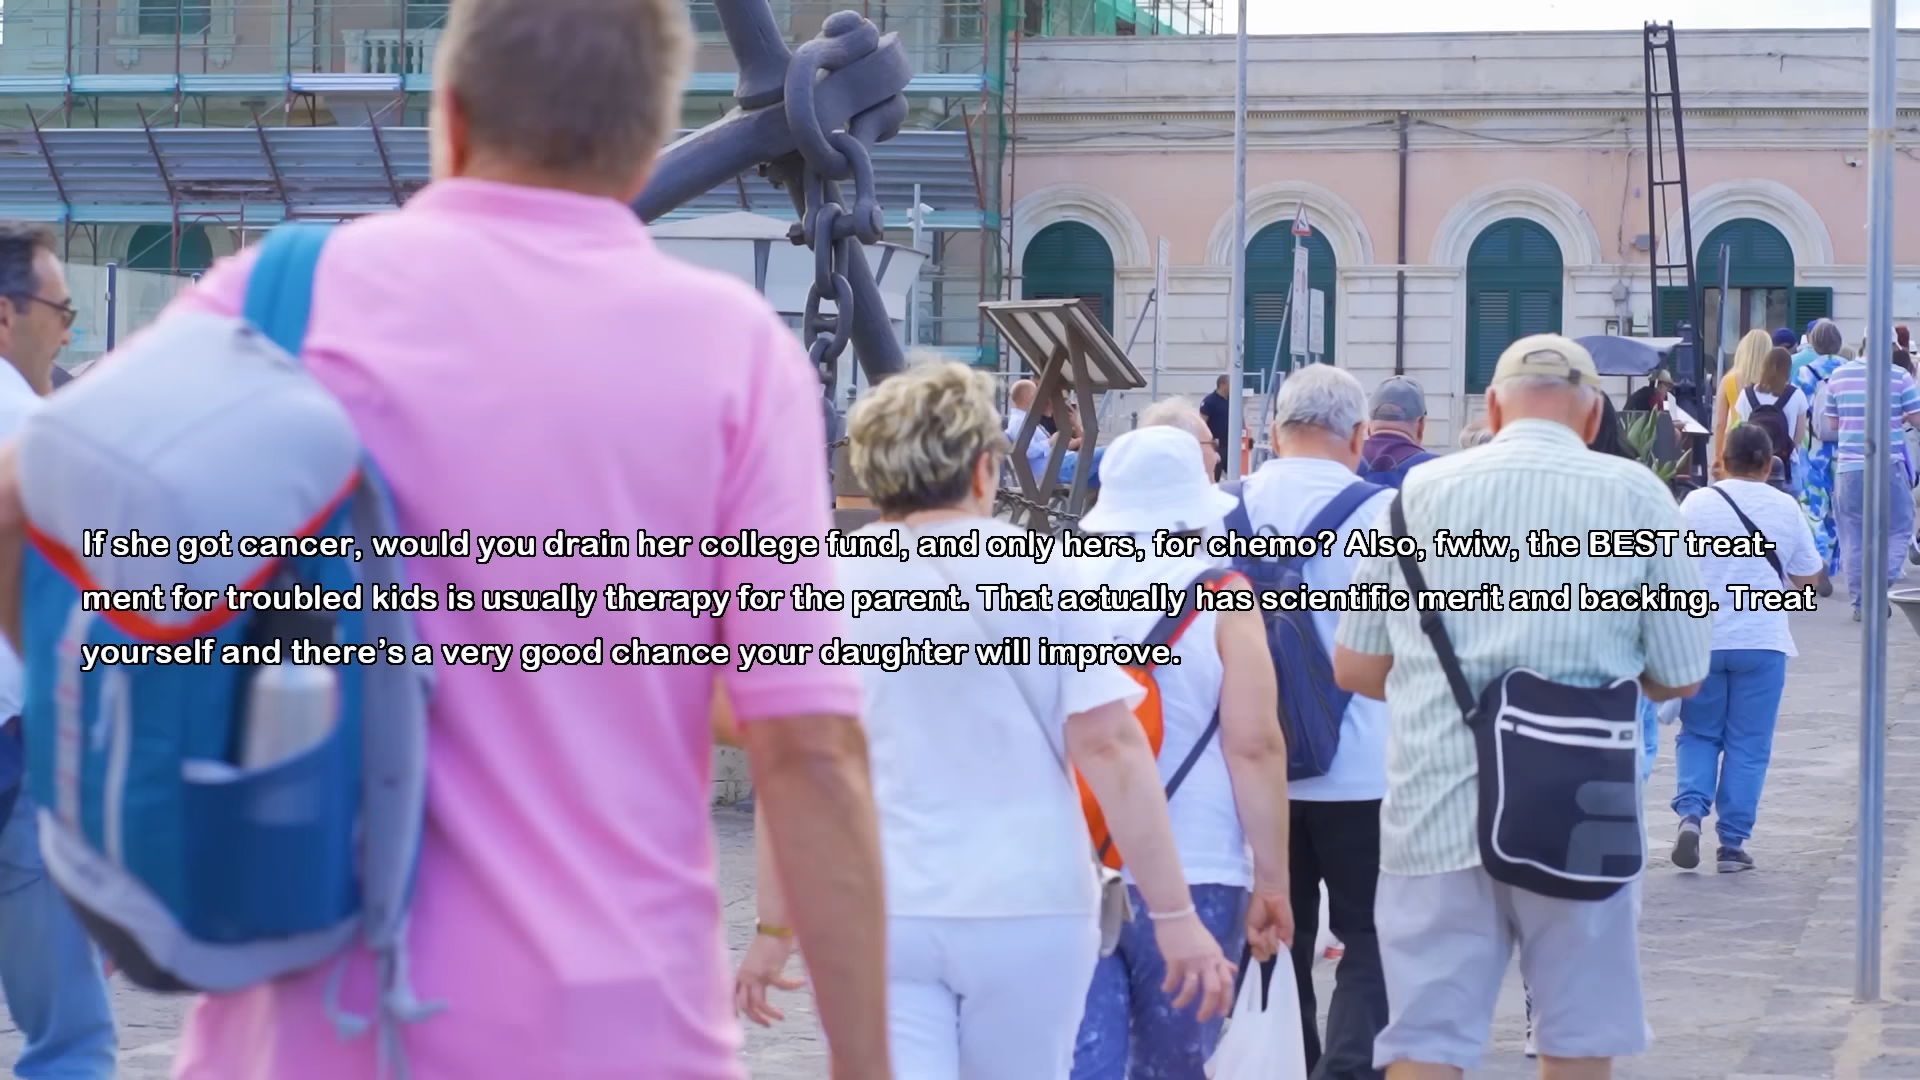 If she got cancer, would you drain her college fund, and only hers, for chemo? Also, fwiw, the BEST treat-
ment for troubled kids is usually therapy for the parent. That actually has scientific merit and backing. Treat
yourself and there's a very good chance your daughter will improve.